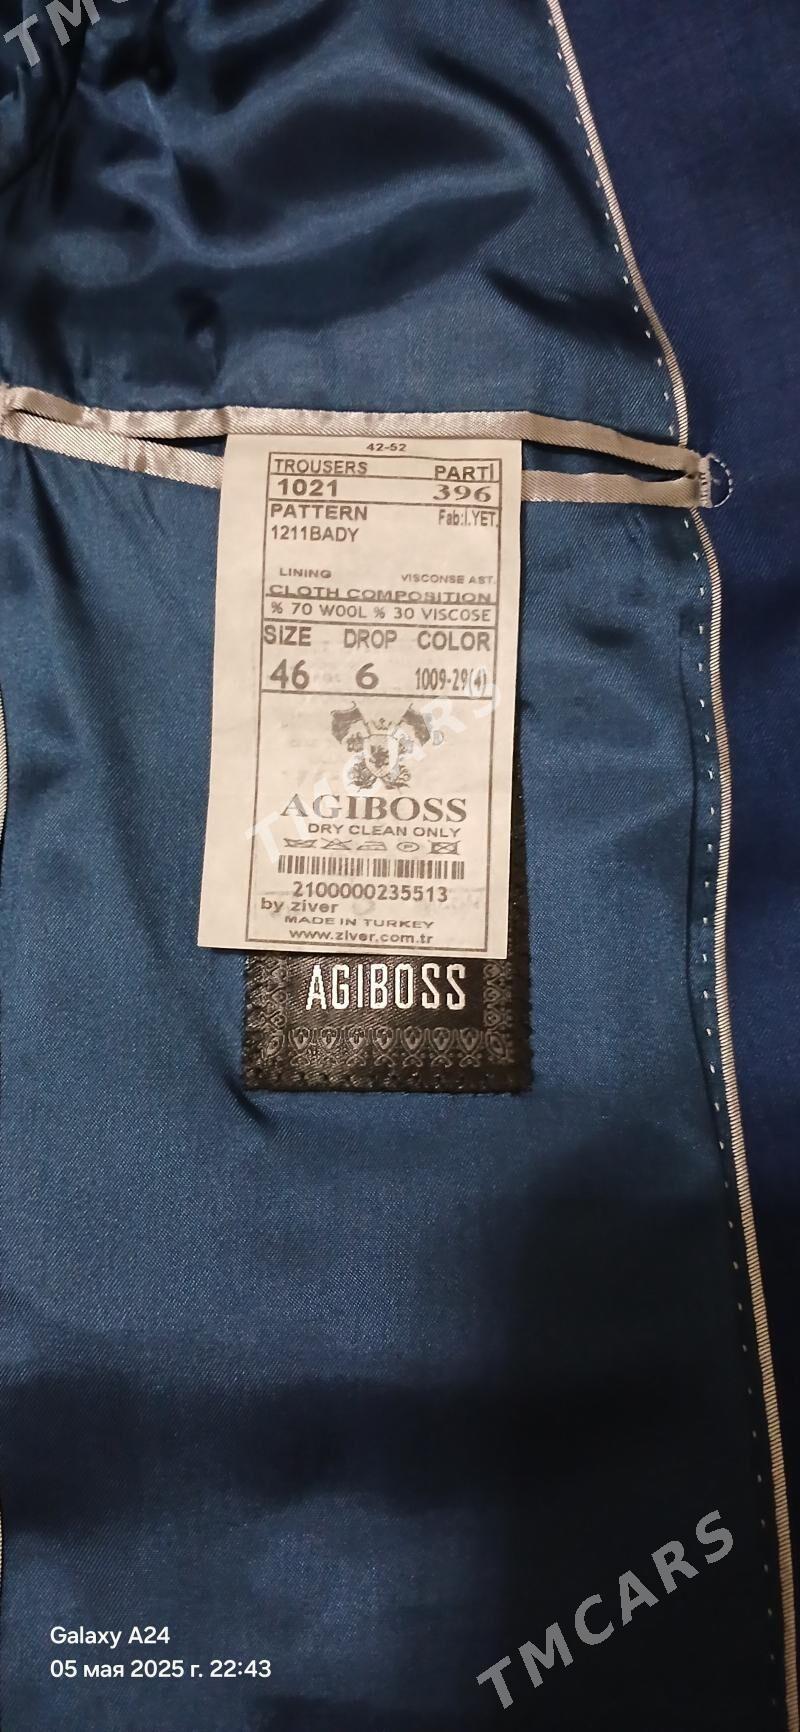 TMCARS
42-52
TROUSERS PARTİ
1021 396
PATTERN Fab:İ.YET.
1211BADY
LINING VISCONSE AST.
CLOTH COMPOSITION
% 70 WOOL % 30 VISCOSE
SIZE DROP COLOR
46 6 1009-29(4)
TMCARS
AGIBOSS
DRY CLEAN ONLY
2100000235513
by ziver
MADE IN TURKEY
www.ziver.com.tr
AGIBOSS
TMCARS
Galaxy A24
05 мая 2025 г. 22:43